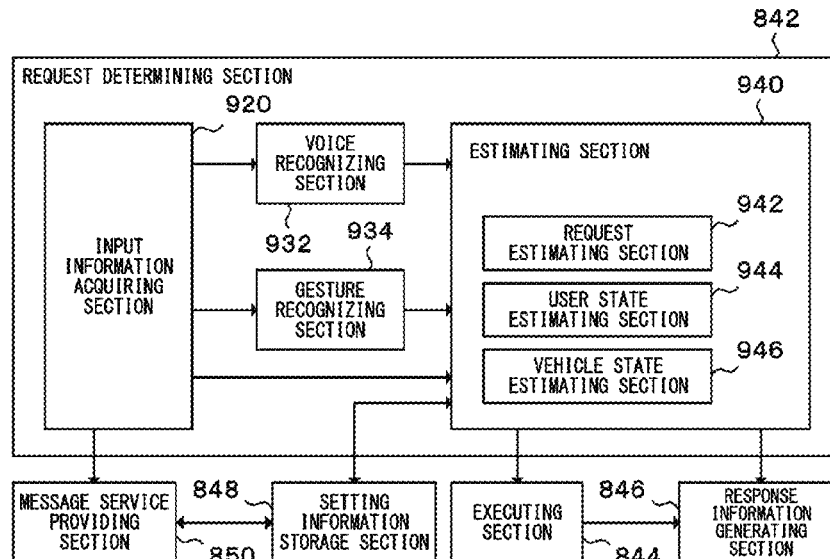 842
REQUEST DETERMINING SECTION
940
920
VOICE
RECOGNIZING
SECTION
932
ESTIMATING SECTION
942
REQUEST
ESTIMATING SECTION
INPUT
INFORMATION
ACQUIRING
SECTION
934
GESTURE
RECOGNIZING
SECTION
944
USER STATE
ESTIMATING SECTION
946
VEHICLE STATE
ESTIMATING SECTION
MESSAGE SERVICE
PROVIDING
SECTION
850
848
SETTING
INFORMATION
STORAGE SECTION
EXECUTING
SECTION
844
846
RESPONSE
INFORMATION
GENERATING
SECTION